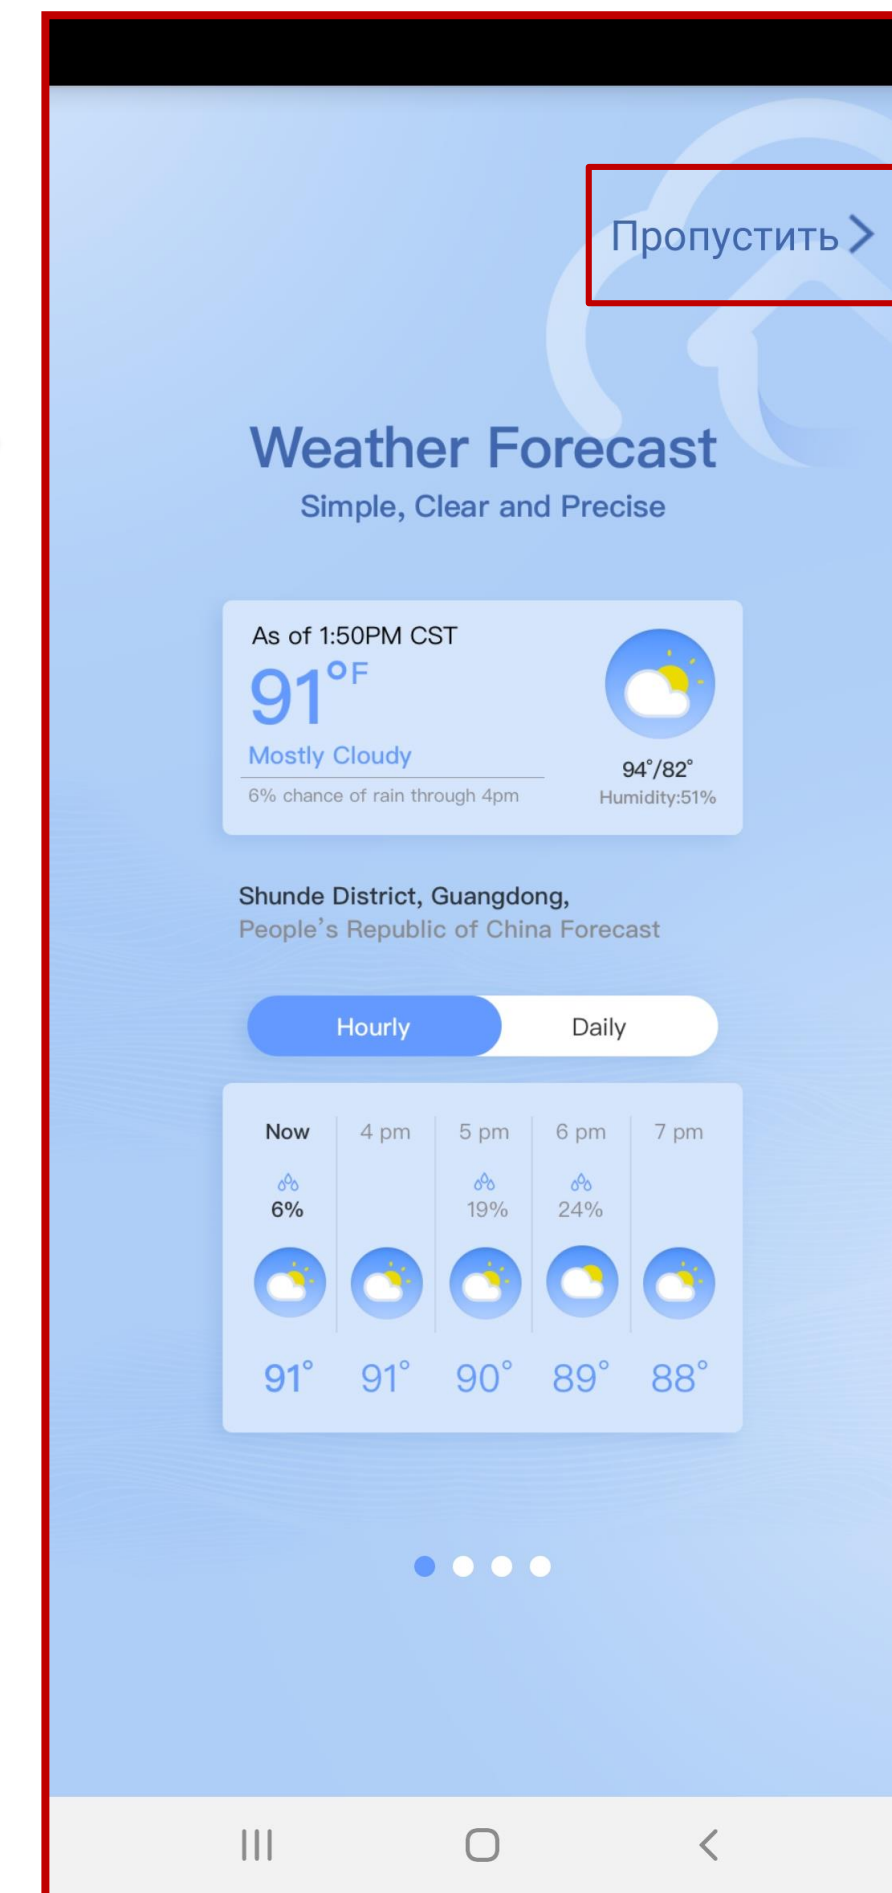 Пропустить
Weather Forecast
Simple, Clear and Precise
As of 1:50PM CST
91°F
Mostly Cloudy
6% chance of rain through 4pm
94°/82°
Humidity:51%
Shunde District, Guangdong,
People's Republic of China Forecast
Hourly Daily
Now 4 pm 5 pm 6 pm 7 pm
6% 19% 24%
91° 91° 90° 89° 88°